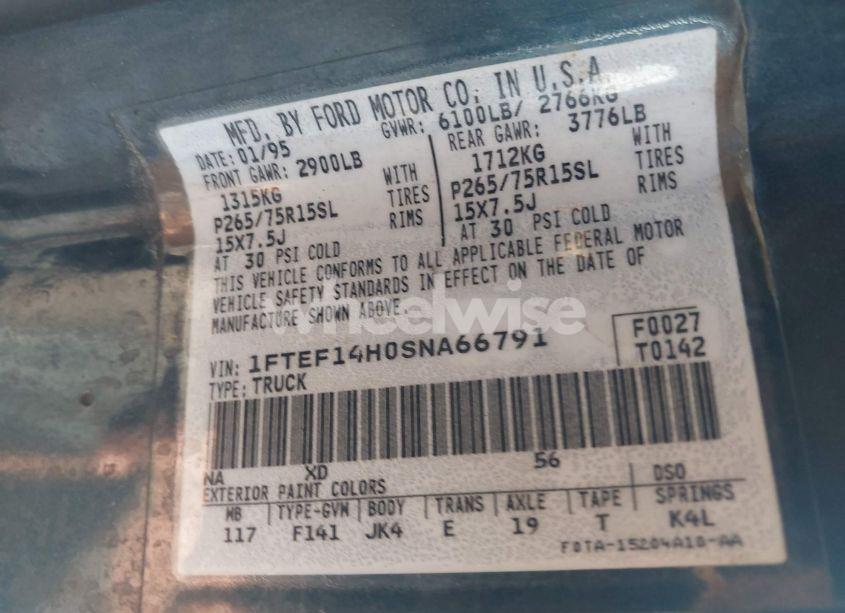 MFD. BY FORD MOTOR CO. IN U.S.A.
DATE: 01/95 GVWR: 6100LB/ 2766KG
FRONT GAWR: 2900LB REAR GAWR: 3776LB
1315KG WITH 1712KG WITH
P265/75R15SL TIRES P265/75R15SL TIRES
15X7.5J RIMS 15X7.5J RIMS
AT 30 PSI COLD AT 30 PSI COLD
THIS VEHICLE CONFORMS TO ALL APPLICABLE FEDERAL MOTOR
VEHICLE SAFETY STANDARDS IN EFFECT ON THE DATE OF
MANUFACTURE SHOWN ABOVE.
wheelwise
VIN: 1FTEF14H0SNA66791 F0027
TYPE: TRUCK T0142
NA XD 56
EXTERIOR PAINT COLORS DSO
WB TYPE-GVW BODY TRANS AXLE TAPE SPRINGS
117 F141 JK4 E 19 T K4L
F0TA-15204A10-AA